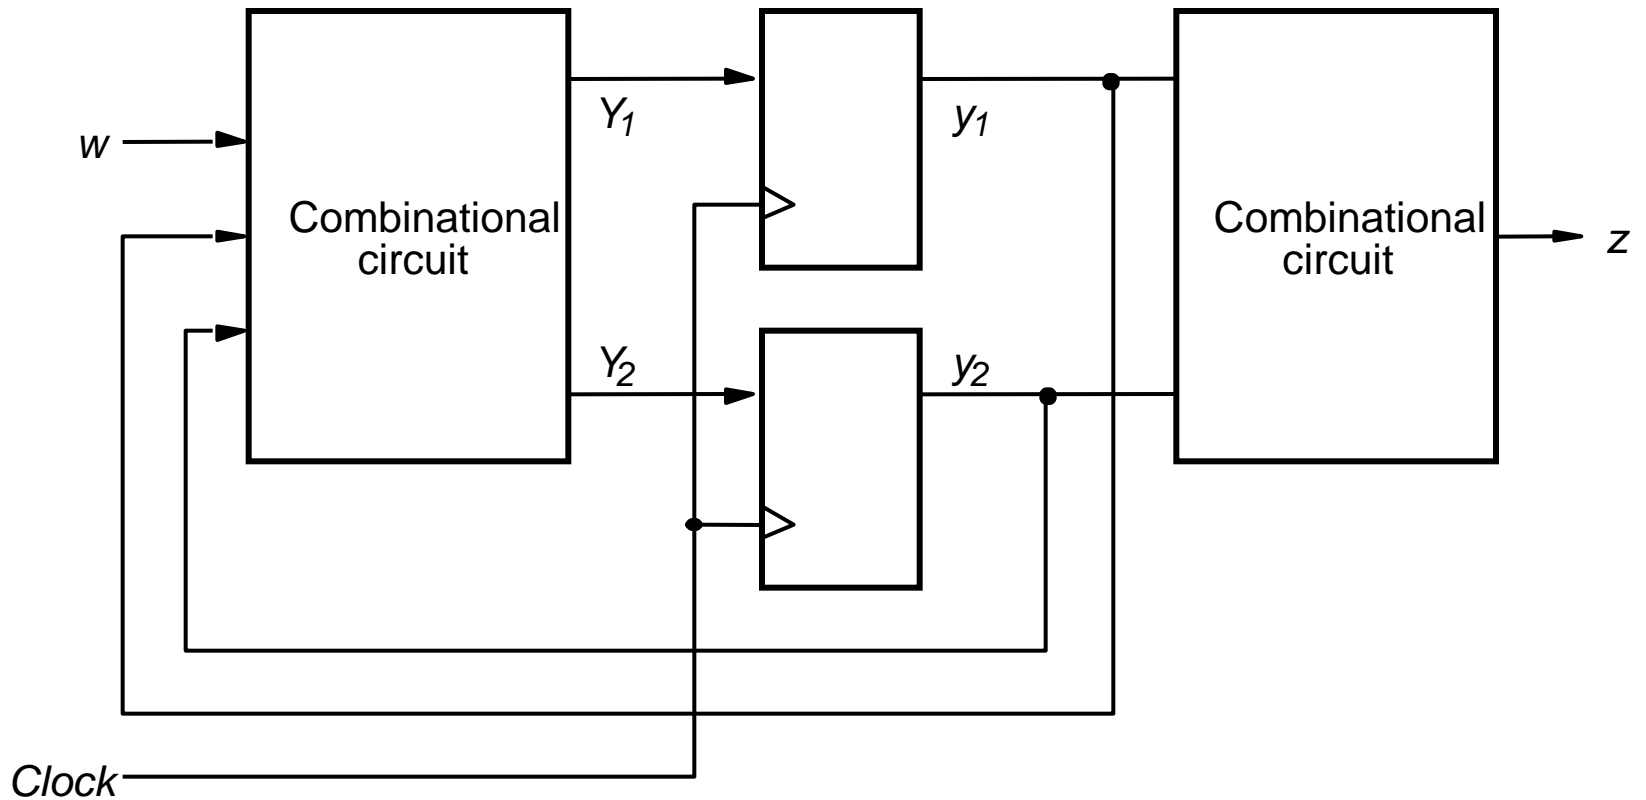 Y1
y1
w
Combinational
circuit
Combinational
circuit
z
Y2
y2
Clock